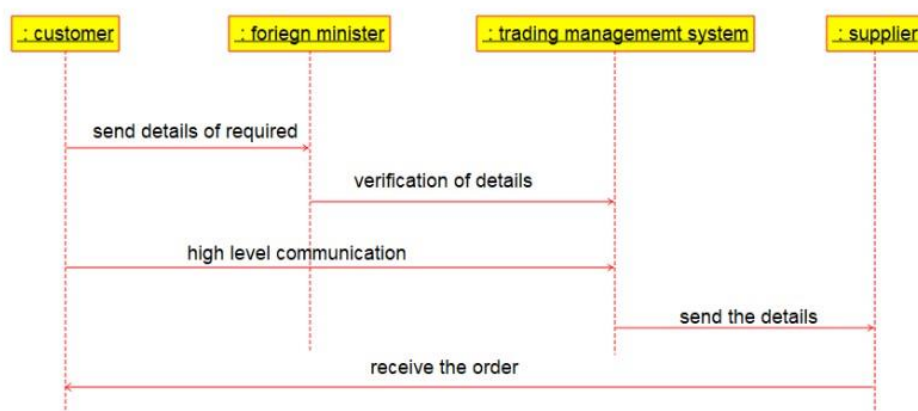 : customer
: foriegn minister
: trading managememt system
: supplier
send details of required
verification of details
high level communication
send the details
receive the order